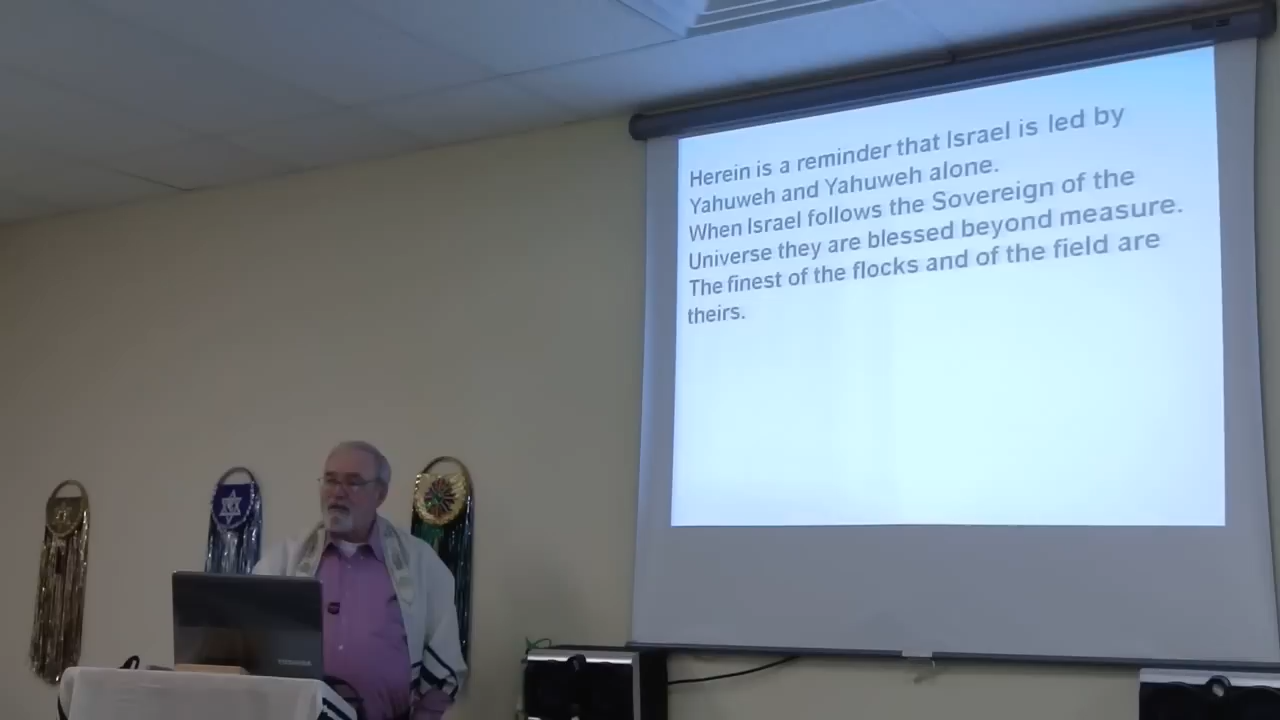 Herein is a reminder that Israel is led by
Yahuweh and Yahuweh alone.
When Israel follows the Sovereign of the
Universe they are blessed beyond measure.
The finest of the flocks and of the field are
theirs.
TOSHIBA